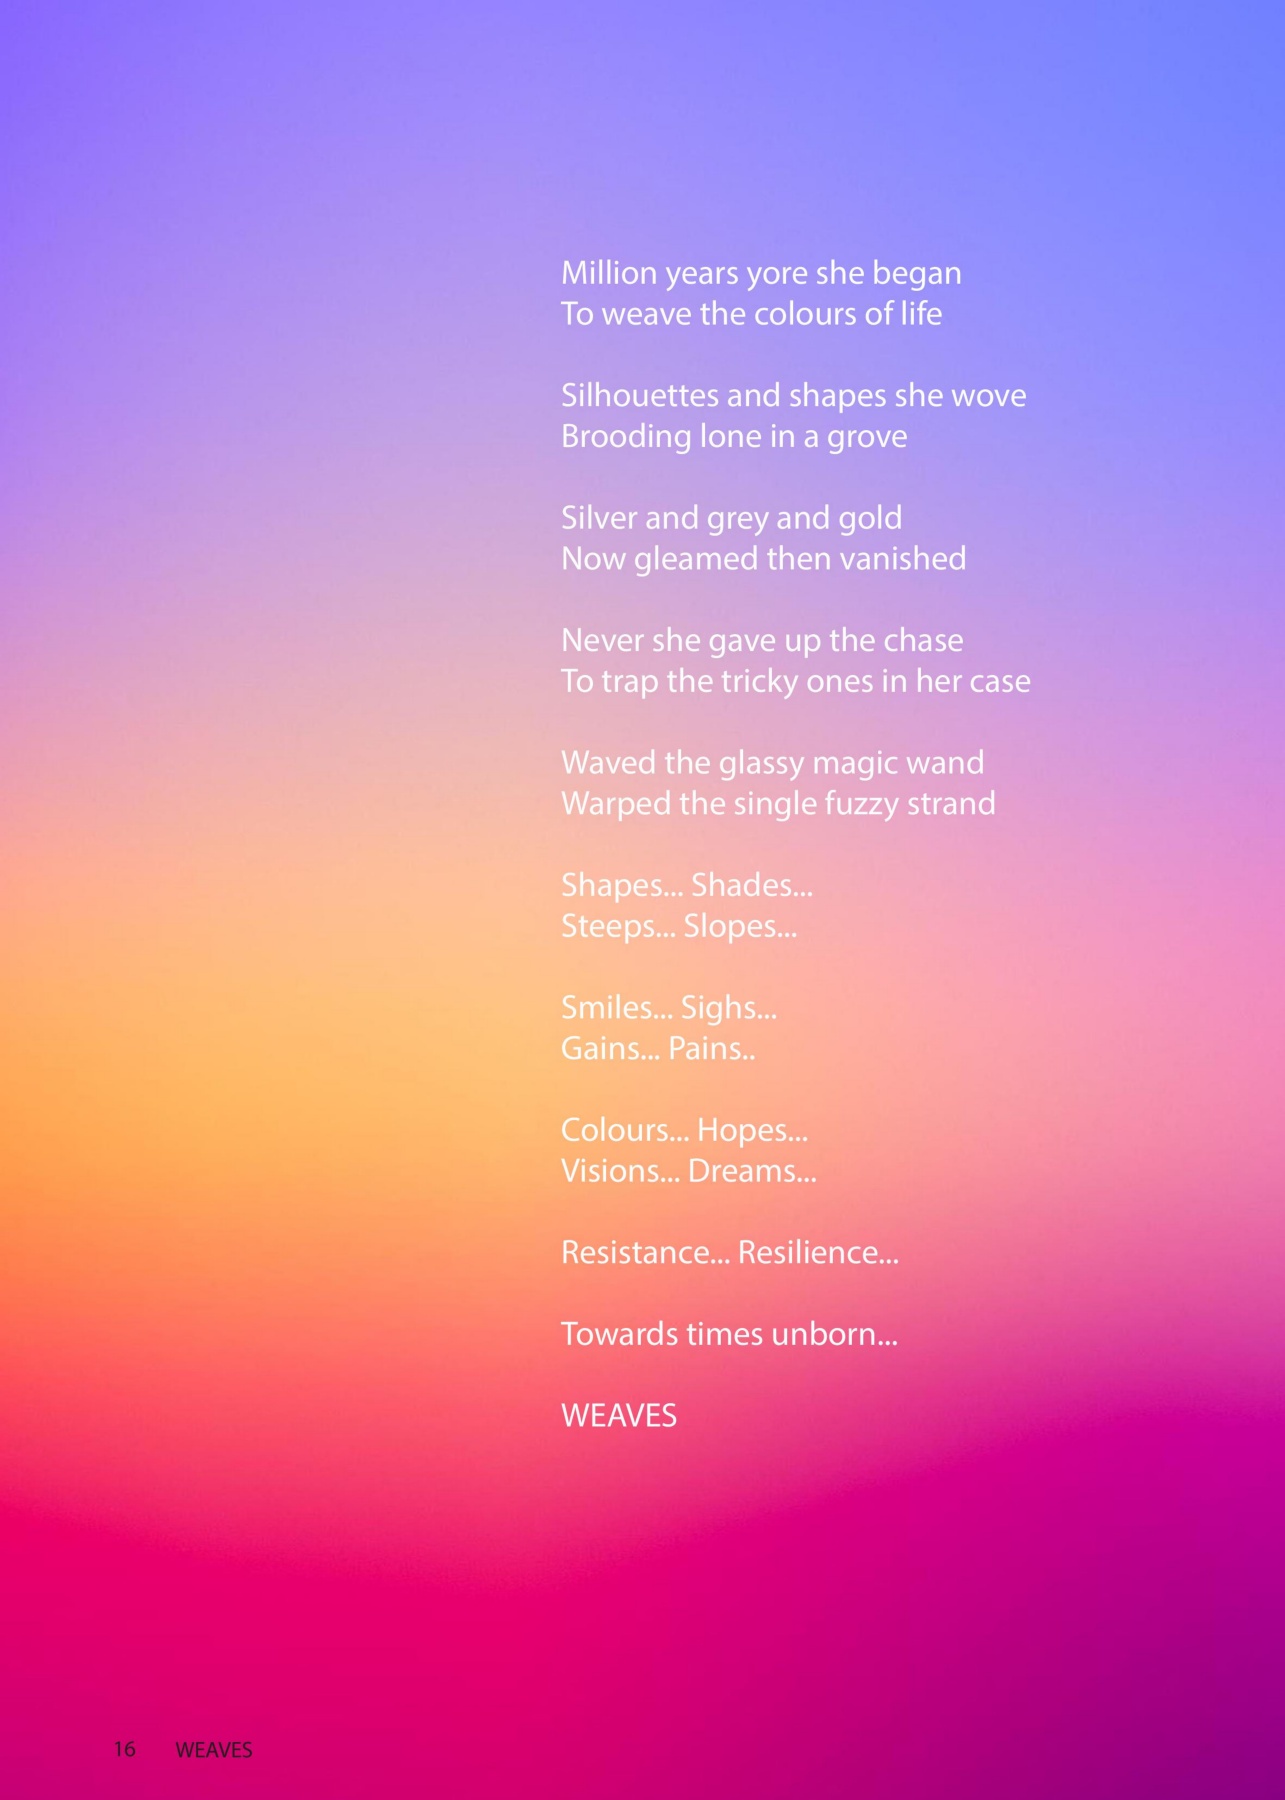 Million years yore she began
To weave the colours of life
Silhouettes and shapes she wove
Brooding lone in a grove
Silver and grey and gold
Now gleamed then vanished
Never she gave up the chase
To trap the tricky ones in her case
Waved the glassy magic wand
Warped the single fuzzy strand
Shapes... Shades...
Steeps... Slopes...
Smiles... Sighs...
Gains... Pains..
Colours... Hopes...
Visions... Dreams...
Resistance... Resilience...
Towards times unborn...
WEAVES
16 WEAVES